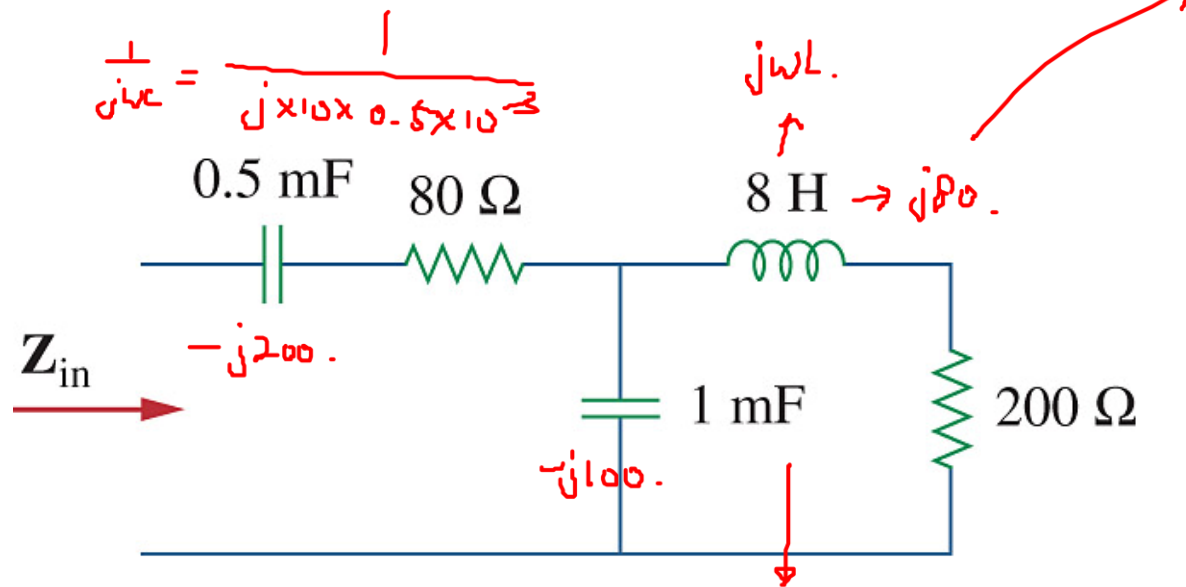 1
1/jwc = ―――
j×10×0.5×10⁻³
jwL.
0.5 mF
80 Ω
8 H → j80.
-j200.
Zin
1 mF
200 Ω
-j100.